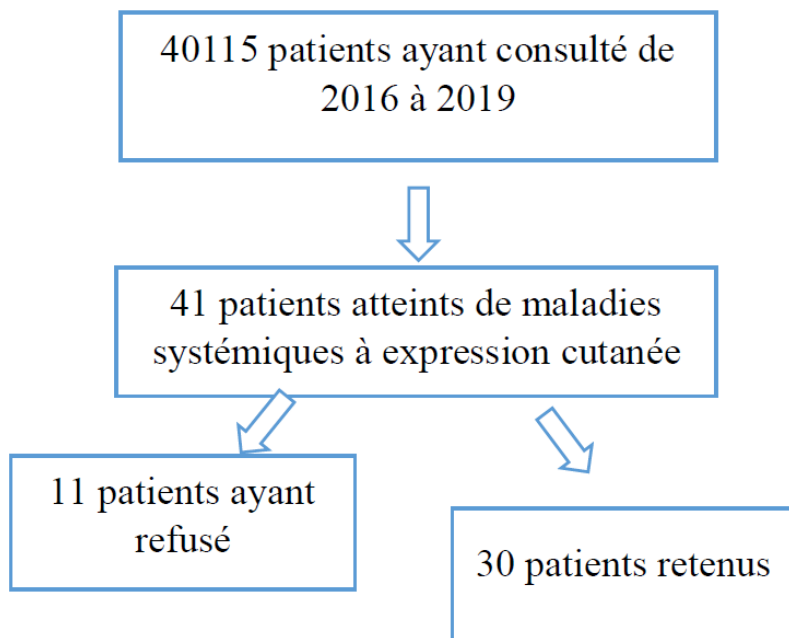 40115 patients ayant consulté de
2016 à 2019
41 patients atteints de maladies
systémiques à expression cutanée
11 patients ayant
refusé
30 patients retenus